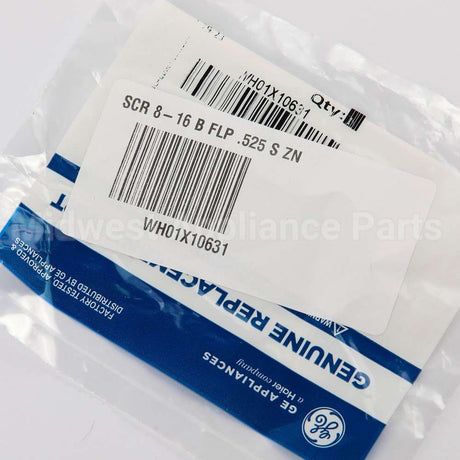 WH01X10631
Qty:
SCR 8-16 B FLP .525 S ZN
WH01X10631
Midwest Appliance Parts
FACTORY TESTED, APPROVED &
DISTRIBUTED BY GE APPLIANCES
GENUINE REPLACEMENT
GE APPLIANCES
a Haier company
GE